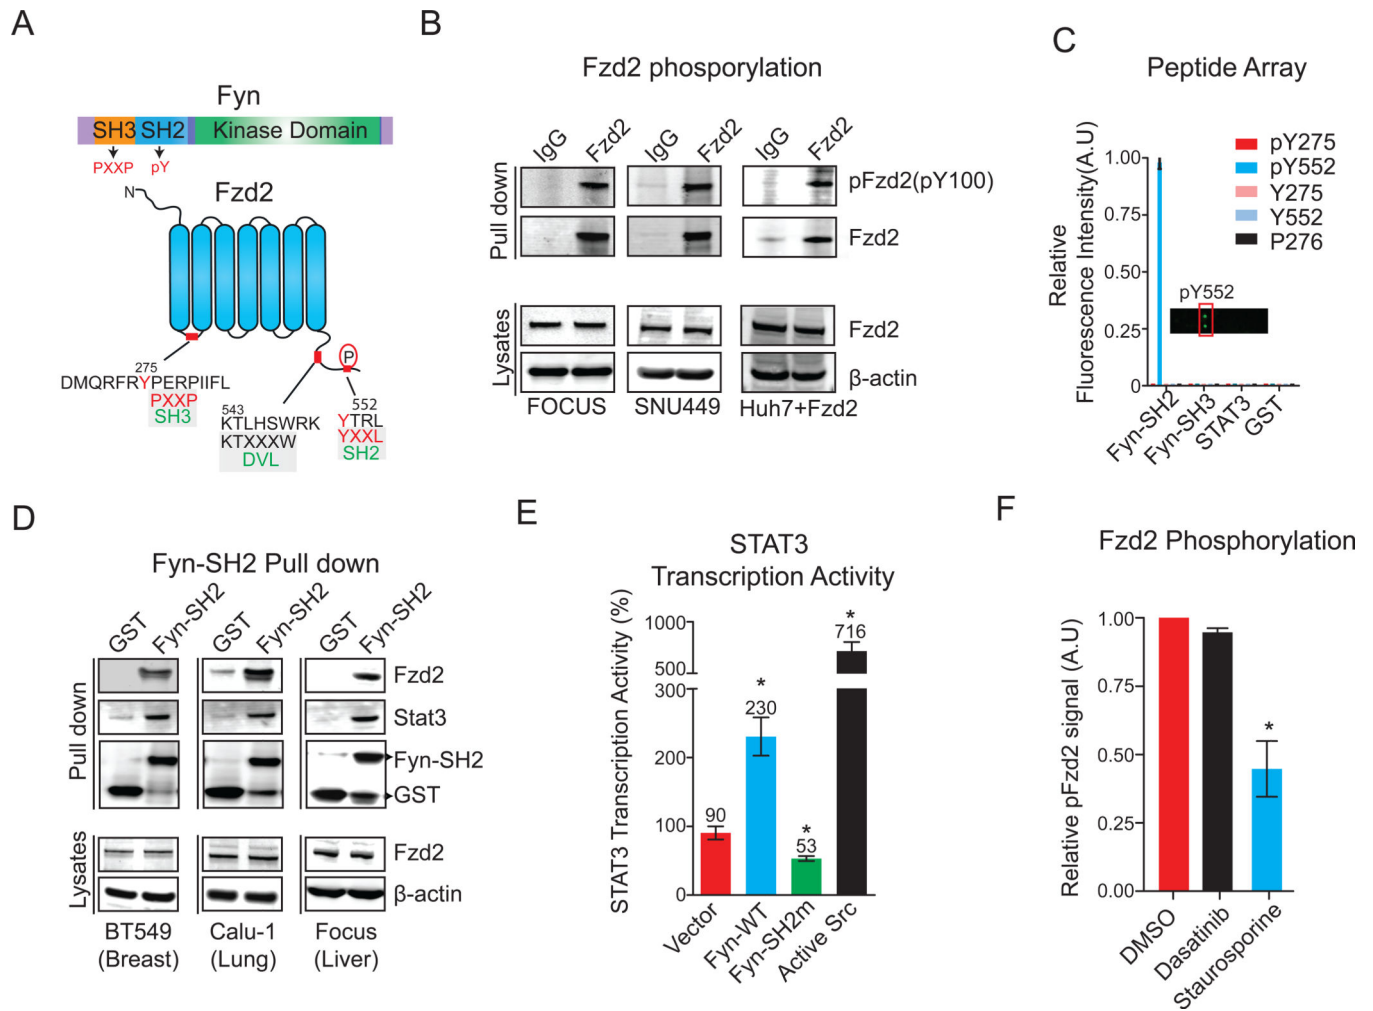 A
Fyn
SH3 SH2 Kinase Domain
PXXP pY
N
Fzd2
P
275
DMQRFRYPERPIIFL
PXXP
SH3
543
KTLHSWRK
KTXXXW
DVL
552
YTRL
YXXL
SH2
B
Fzd2 phosporylation
IgG Fzd2 IgG Fzd2 IgG Fzd2
Pull down
pFzd2(pY100)
Fzd2
Lysates
Fzd2
β-actin
FOCUS SNU449 Huh7+Fzd2
C
Peptide Array
Relative
Fluorescence Intensity(A.U)
1.00
0.75
0.50
0.25
0
pY275
pY552
Y275
Y552
P276
pY552
Fyn-SH2 Fyn-SH3 STAT3 GST
D
Fyn-SH2 Pull down
GST Fyn-SH2 GST Fyn-SH2 GST Fyn-SH2
Pull down
Fzd2
Stat3
Fyn-SH2
GST
Lysates
Fzd2
β-actin
BT549 Calu-1 Focus
(Breast) (Lung) (Liver)
E
STAT3
Transcription Activity
STAT3 Transcription Activity (%)
1000
500
300
200
100
0
90
*
230
*
53
*
716
Vector Fyn-WT Fyn-SH2m Active Src
F
Fzd2 Phosphorylation
Relative pFzd2 signal (A.U)
1.00
0.75
0.50
0.25
0.00
*
DMSO Dasatinib Staurosporine